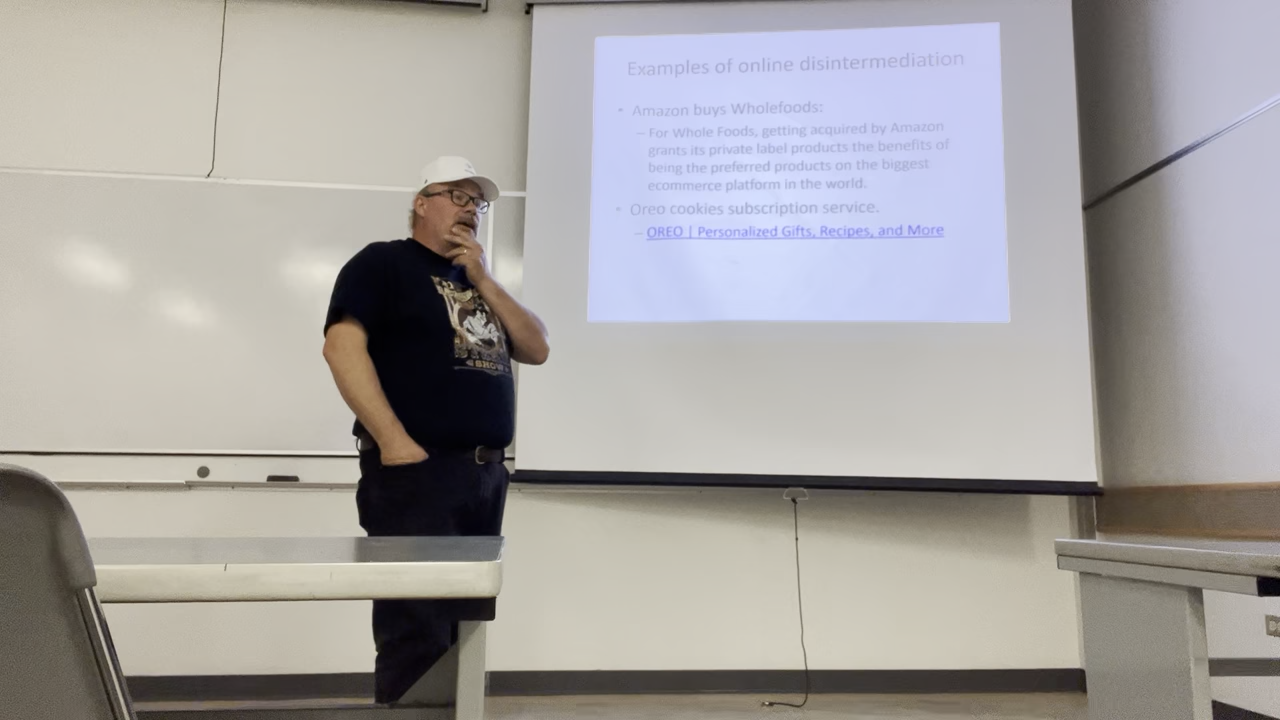 Examples of online disintermediation
• Amazon buys Wholefoods:
– For Whole Foods, getting acquired by Amazon
grants its private label products the benefits of
being the preferred products on the biggest
ecommerce platform in the world.
• Oreo cookies subscription service.
– OREO | Personalized Gifts, Recipes, and More
SHOW